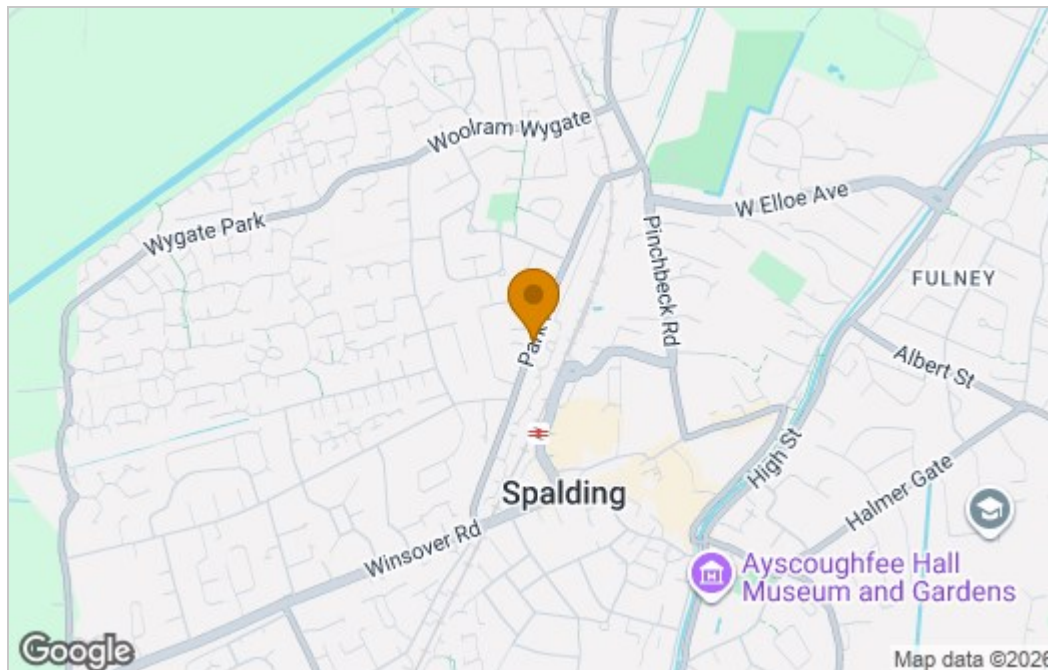 Woolram Wygate
Wygate Park
W Elloe Ave
Pinchbeck Rd
FULNEY
Park
Albert St
High St
Spalding
Halmer Gate
Winsover Rd
Ayscoughfee Hall
Museum and Gardens
Google
Map data ©2026